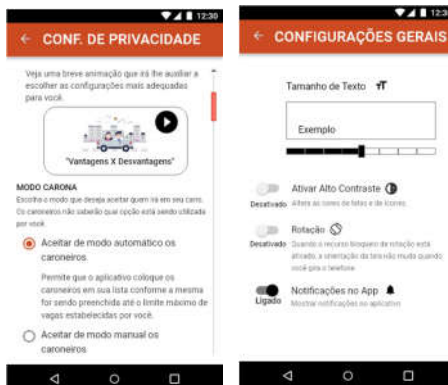 12:30
CONF. DE PRIVACIDADE
Veja uma breve animação que irá lhe auxiliar a
escolher as configurações mais adequadas
para você.
"Vantagens X Desvantagens"
MODO CARONA
Escolha o modo que deseja aceitar quem irá em seu carro.
Os caroneiros não saberão qual opção está sendo utilizada
por você.
Aceitar de modo automático os
caroneiros
Permite que o aplicativo coloque os
caroneiros em sua lista conforme a mesma
for sendo preenchida até o limite máximo de
vagas estabelecidas por você.
Aceitar de modo manual os
caroneiros
12:30
CONFIGURAÇÕES GERAIS
Tamanho de Texto TT
Exemplo
Ativar Alto Contraste
Desativado Altera as cores de telas e de ícones.
Rotação
Desativado Quando o recurso bloqueio de rotação está
ativado, a orientação da tela não muda quando
você gira o telefone
Notificações no App
Ligado Mostrar notificações no aplicativo